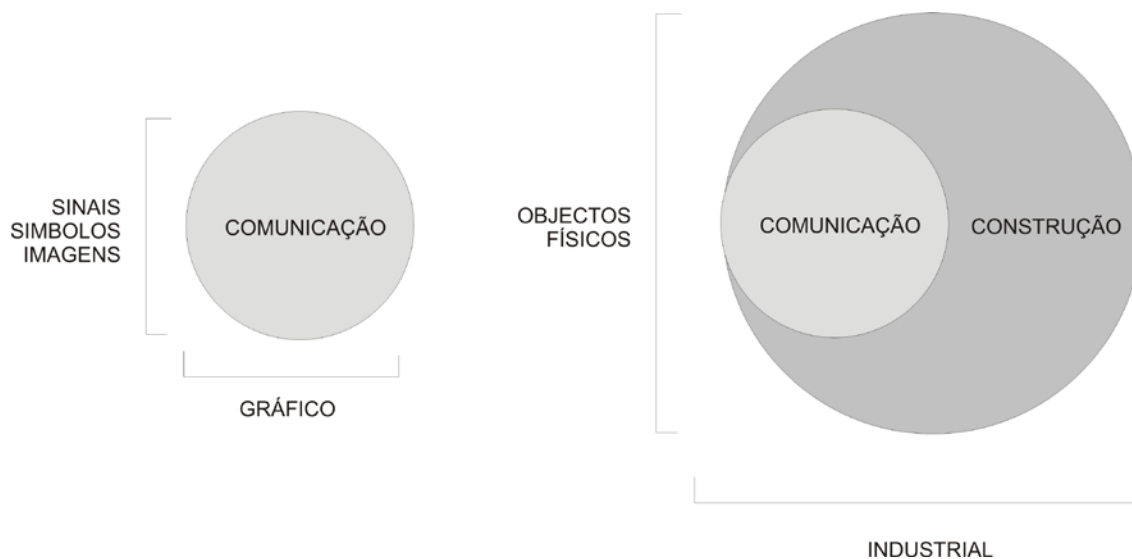 SINAIS
SIMBOLOS
IMAGENS
COMUNICAÇÃO
GRÁFICO
OBJECTOS
FÍSICOS
COMUNICAÇÃO
CONSTRUÇÃO
INDUSTRIAL